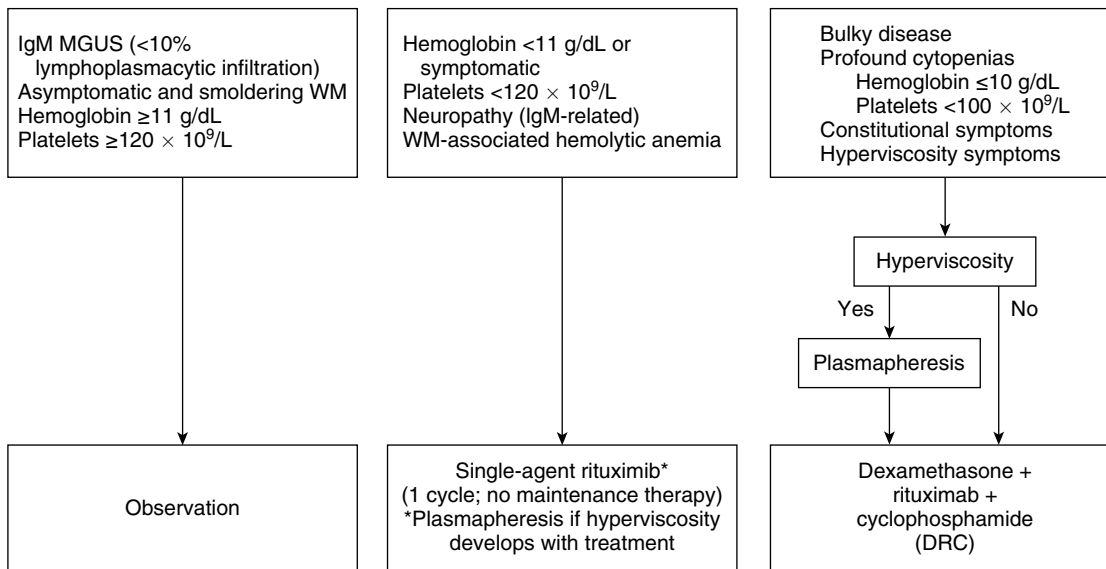 IgM MGUS (<10%
lymphoplasmacytic infiltration)
Asymptomatic and smoldering WM
Hemoglobin ≥11 g/dL
Platelets ≥120 × 10⁹/L
Hemoglobin <11 g/dL or
symptomatic
Platelets <120 × 10⁹/L
Neuropathy (IgM-related)
WM-associated hemolytic anemia
Bulky disease
Profound cytopenias
Hemoglobin ≤10 g/dL
Platelets <100 × 10⁹/L
Constitutional symptoms
Hyperviscosity symptoms
Hyperviscosity
Yes
No
Plasmapheresis
Observation
Single-agent rituximib*
(1 cycle; no maintenance therapy)
*Plasmapheresis if hyperviscosity
develops with treatment
Dexamethasone +
rituximab +
cyclophosphamide
(DRC)